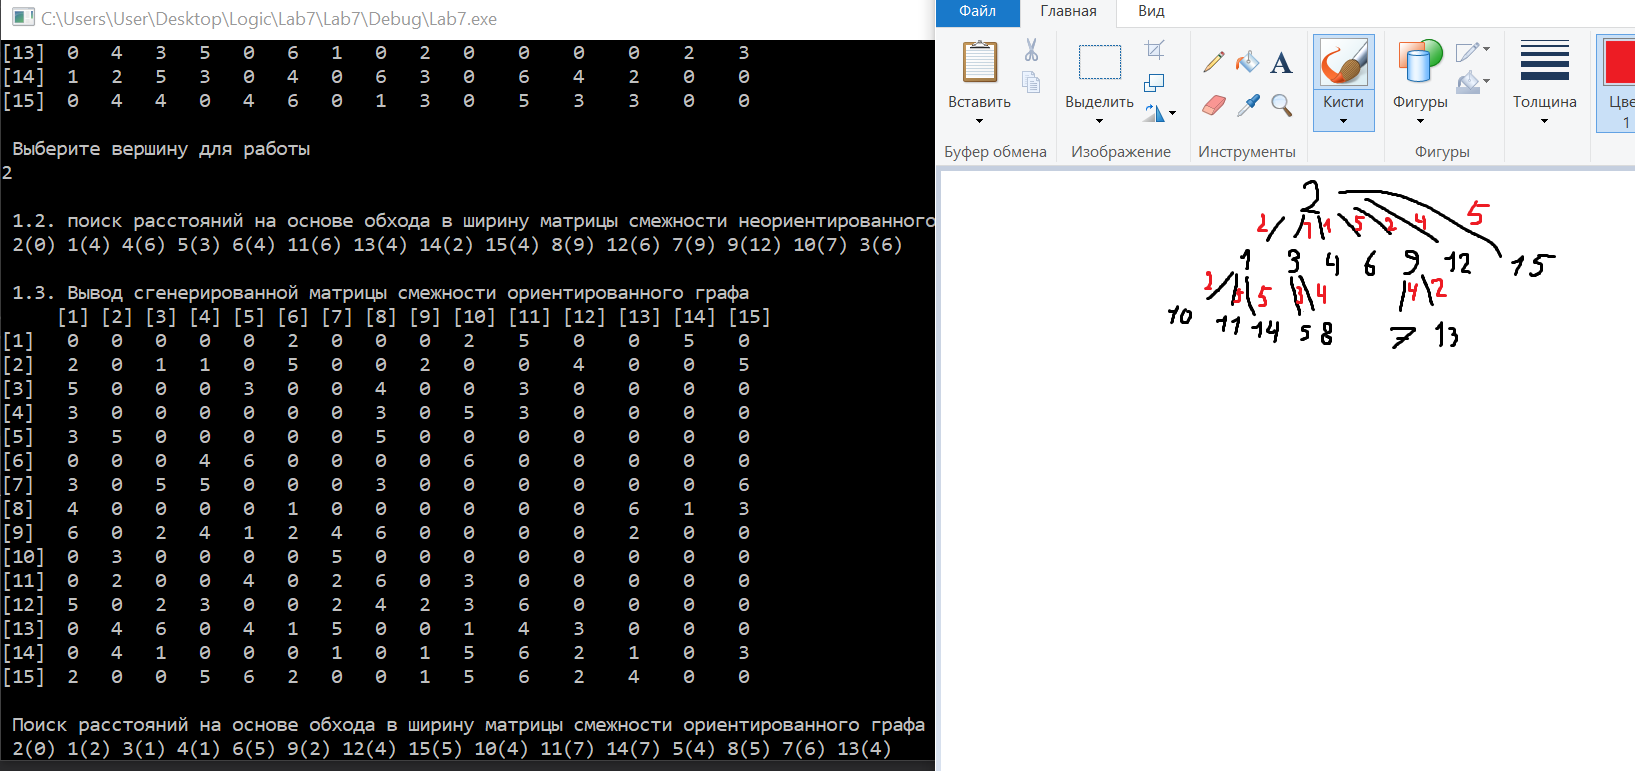 C:\Users\User\Desktop\Logic\Lab7\Lab7\Debug\Lab7.exe
[13] 0 4 3 5 0 6 1 0 2 0 0 0 0 2 3
[14] 1 2 5 3 0 4 0 6 3 0 6 4 2 0 0
[15] 0 4 4 0 4 6 0 1 3 0 5 3 3 0 0
Выберите вершину для работы
2
1.2. поиск расстояний на основе обхода в ширину матрицы смежности неориентированного
2(0) 1(4) 4(6) 5(3) 6(4) 11(6) 13(4) 14(2) 15(4) 8(9) 12(6) 7(9) 9(12) 10(7) 3(6)
1.3. Вывод сгенерированной матрицы смежности ориентированного графа
[1] [2] [3] [4] [5] [6] [7] [8] [9] [10] [11] [12] [13] [14] [15]
[1] 0 0 0 0 0 2 0 0 0 2 5 0 0 5 0
[2] 2 0 1 1 0 5 0 0 2 0 0 4 0 0 5
[3] 5 0 0 0 3 0 0 4 0 0 3 0 0 0 0
[4] 3 0 0 0 0 0 0 3 0 5 3 0 0 0 0
[5] 3 5 0 0 0 0 0 5 0 0 0 0 0 0 0
[6] 0 0 0 4 6 0 0 0 0 6 0 0 0 0 0
[7] 3 0 5 5 0 0 0 3 0 0 0 0 0 0 6
[8] 4 0 0 0 0 1 0 0 0 0 0 0 6 1 3
[9] 6 0 2 4 1 2 4 6 0 0 0 0 2 0 0
[10] 0 3 0 0 0 0 5 0 0 0 0 0 0 0 0
[11] 0 2 0 0 4 0 2 6 0 3 0 0 0 0 0
[12] 5 0 2 3 0 0 2 4 2 3 6 0 0 0 0
[13] 0 4 6 0 4 1 5 0 0 1 4 3 0 0 0
[14] 0 4 1 0 0 0 1 0 1 5 6 2 1 0 3
[15] 2 0 0 5 6 2 0 0 1 5 6 2 4 0 0
Поиск расстояний на основе обхода в ширину матрицы смежности ориентированного графа
2(0) 1(2) 3(1) 4(1) 6(5) 9(2) 12(4) 15(5) 10(4) 11(7) 14(7) 5(4) 8(5) 7(6) 13(4)
Файл Главная Вид
Вставить Выделить Кисти Фигуры Толщина Цве
1
Буфер обмена Изображение Инструменты Фигуры
2
2 1 1 5 2 4 5
1 3 4 6 9 12 15
2 5 3 4 4 2
10 11 14 5 8 7 13